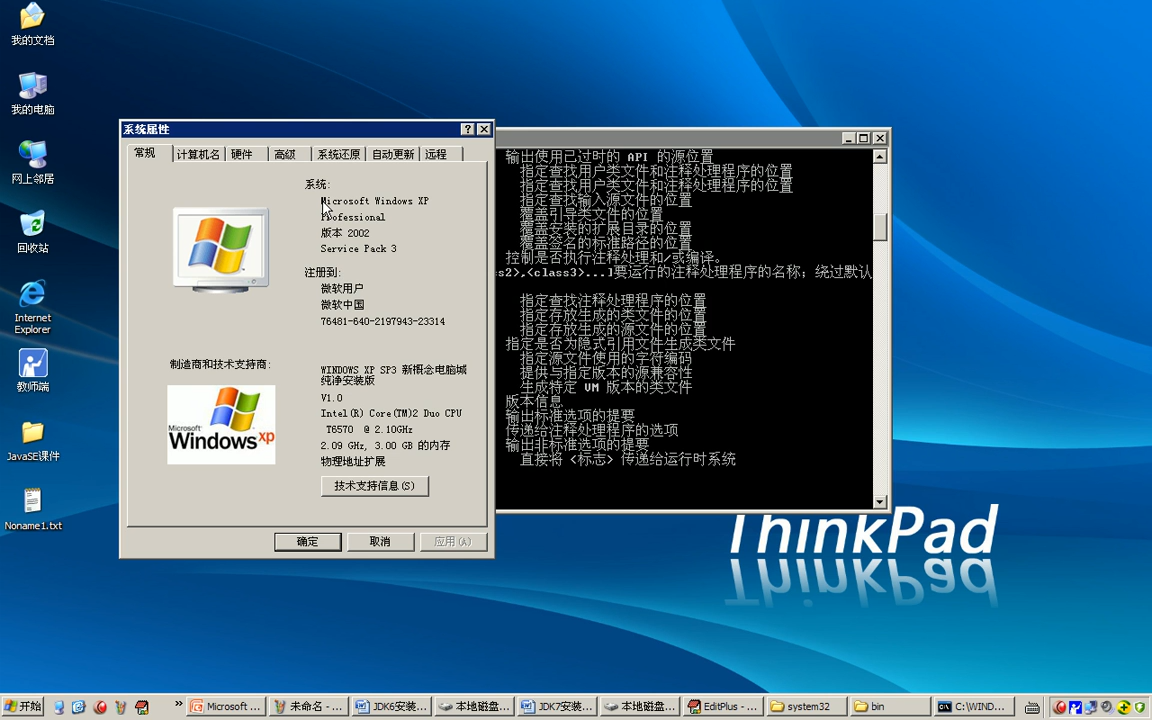 我的文档
我的电脑
网上邻居
回收站
Internet
Explorer
教师端
JavaSE课件
Noname1.txt
系统属性
常规
计算机名
硬件
高级
系统还原
自动更新
远程
系统:
Microsoft Windows XP
Professional
版本 2002
Service Pack 3
注册到:
微软用户
微软中国
76481-640-2197943-23314
制造商和技术支持商:
WINDOWS XP SP3 新概念电脑城
纯净安装版
V1.0
Intel(R) Core(TM)2 Duo CPU
T6570 @ 2.10GHz
2.09 GHz, 3.00 GB 的内存
物理地址扩展
Microsoft
Windows xp
技术支持信息(S)
确定
取消
应用(A)
输出使用已过时的 API 的源位置
指定查找用户类文件和注释处理程序的位置
指定查找用户类文件和注释处理程序的位置
指定查找输入源文件的位置
覆盖引导类文件的位置
覆盖安装的扩展目录的位置
覆盖签名的标准路径的位置
控制是否执行注释处理和/或编译。
s2>,<class3>...]要运行的注释处理程序的名称; 绕过默认
指定查找注释处理程序的位置
指定存放生成的类文件的位置
指定存放生成的源文件的位置
指定是否为隐式引用文件生成类文件
指定源文件使用的字符编码
提供与指定版本的源兼容性
生成特定 VM 版本的类文件
版本信息
输出标准选项的提要
传递给注释处理程序的选项
输出非标准选项的提要
直接将 <标志> 传递给运行时系统
ThinkPad
开始
Microsoft ...
未命名 - ...
JDK6安装...
本地磁盘...
JDK7安装...
本地磁盘...
EditPlus - ...
system32
bin
C:\WIND...